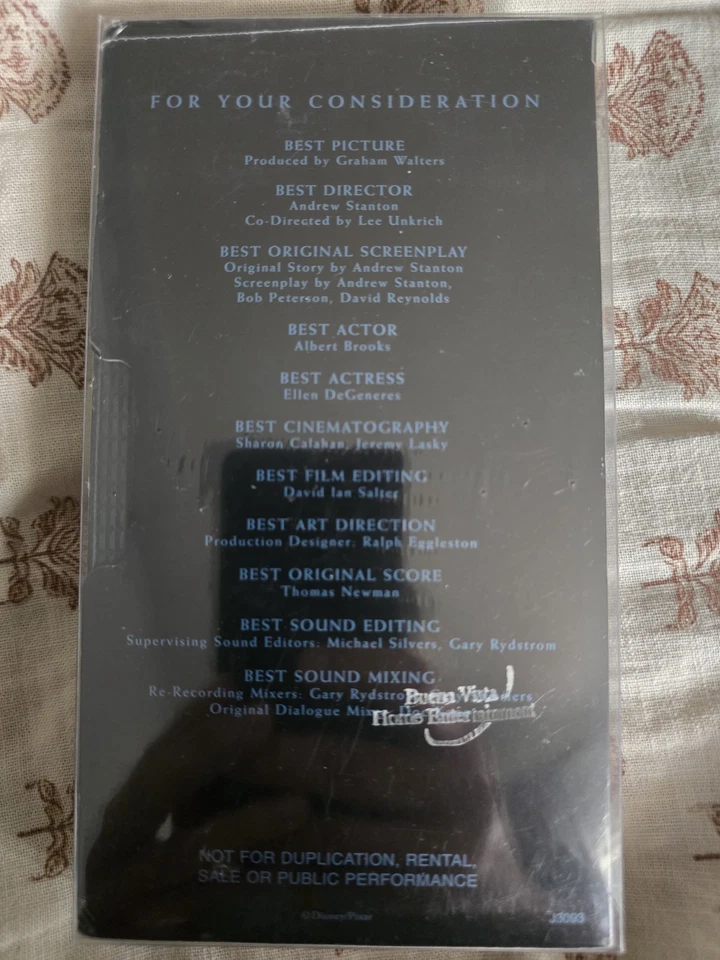 FOR YOUR CONSIDERATION
BEST PICTURE
Produced by Graham Walters
BEST DIRECTOR
Andrew Stanton
Co-Directed by Lee Unkrich
BEST ORIGINAL SCREENPLAY
Original Story by Andrew Stanton
Screenplay by Andrew Stanton,
Bob Peterson, David Reynolds
BEST ACTOR
Albert Brooks
BEST ACTRESS
Ellen DeGeneres
BEST CINEMATOGRAPHY
Sharon Calahan, Jeremy Lasky
BEST FILM EDITING
David Ian Salter
BEST ART DIRECTION
Production Designer: Ralph Eggleston
BEST ORIGINAL SCORE
Thomas Newman
BEST SOUND EDITING
Supervising Sound Editors: Michael Silvers, Gary Rydstrom
BEST SOUND MIXING
Re-Recording Mixers: Gary
Original Dialogue
Buena Vista
Home Entertainment
NOT FOR DUPLICATION, RENTAL,
SALE OR PUBLIC PERFORMANCE
©Disney/Pixar
J3093